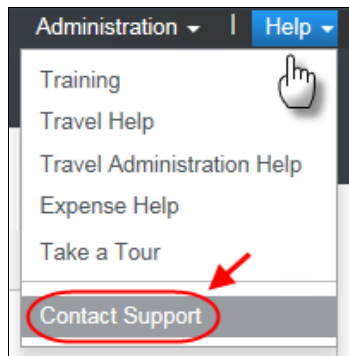 Administration | Help
Training
Travel Help
Travel Administration Help
Expense Help
Take a Tour
Contact Support